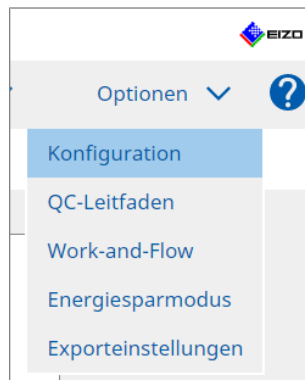 EIZO
Optionen
?
Konfiguration
QC-Leitfaden
Work-and-Flow
Energiesparmodus
Exporteinstellungen